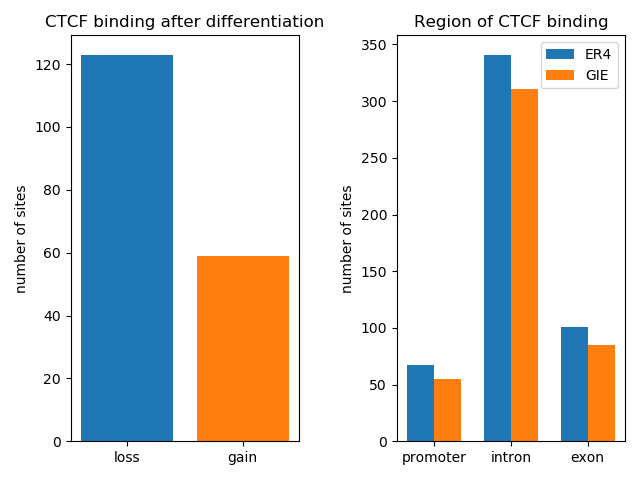 CTCF binding after differentiation
number of sites
120
100
80
60
40
20
0
loss gain
Region of CTCF binding
number of sites
350
300
250
200
150
100
50
0
ER4
GIE
promoter intron exon